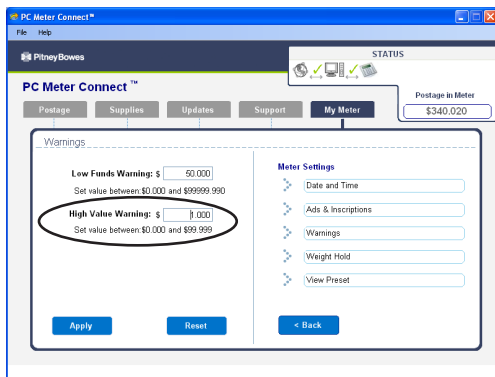 PC Meter Connect™
File Help
Pitney Bowes
STATUS
PC Meter Connect ™
Postage in Meter
$340.020
Postage Supplies Updates Support My Meter
Warnings
Low Funds Warning: $ 50.000
Set value between:$0.000 and $99999.990
High Value Warning: $ 1.000
Set value between:$0.000 and $99.999
Apply Reset
Meter Settings
Date and Time
Ads & Inscriptions
Warnings
Weight Hold
View Preset
< Back